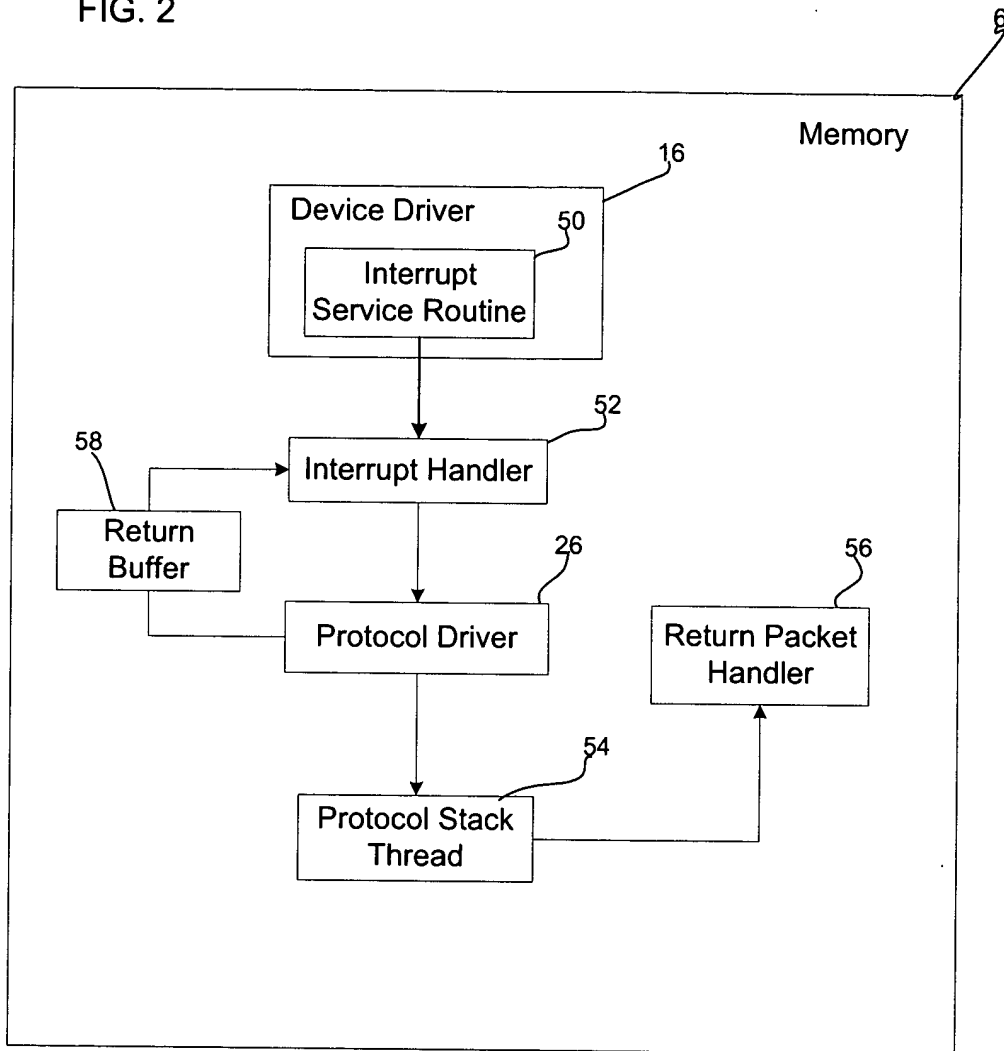 FIG. 2
6
Memory
16
Device Driver
50
Interrupt
Service Routine
52
Interrupt Handler
58
Return
Buffer
26
Protocol Driver
56
Return Packet
Handler
54
Protocol Stack
Thread